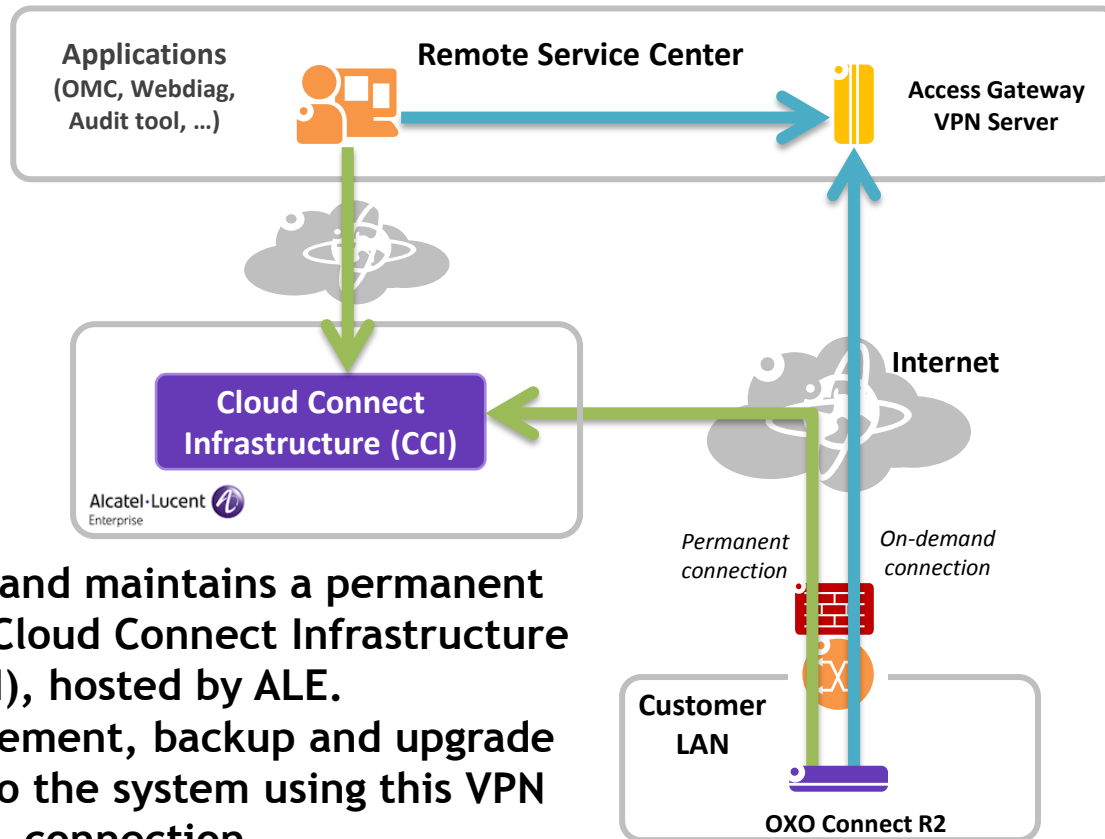 Applications
(OMC, Webdiag,
Audit tool, …)
Remote Service Center
Access Gateway
VPN Server
Internet
Cloud Connect
Infrastructure (CCI)
Alcatel·Lucent
Enterprise
Permanent
connection
On-demand
connection
and maintains a permanent
Cloud Connect Infrastructure
), hosted by ALE.
ement, backup and upgrade
o the system using this VPN
connection
Customer
LAN
OXO Connect R2